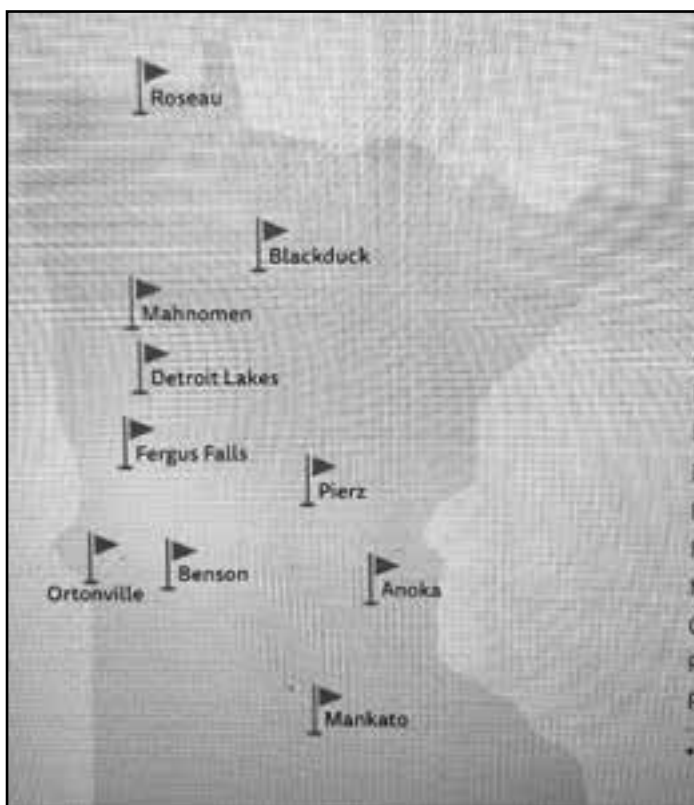 Roseau
Blackduck
Mahnomen
Detroit Lakes
Fergus Falls
Pierz
Ortonville
Benson
Anoka
Mankato